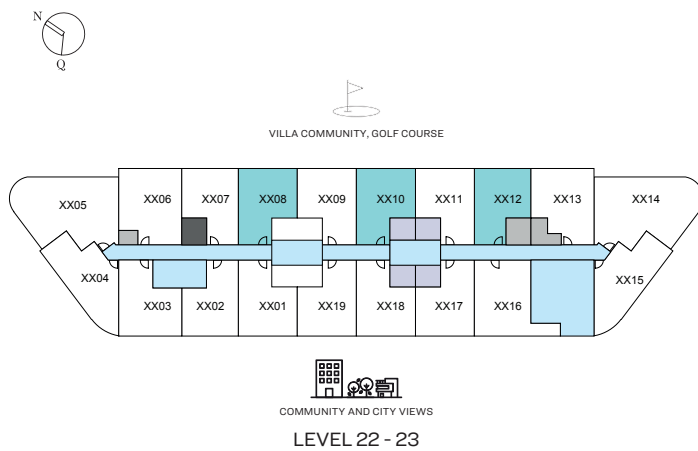 N
Q
VILLA COMMUNITY, GOLF COURSE
XX05
XX06
XX07
XX08
XX09
XX10
XX11
XX12
XX13
XX14
XX04
XX03
XX02
XX01
XX19
XX18
XX17
XX16
XX15
COMMUNITY AND CITY VIEWS
LEVEL 22 - 23